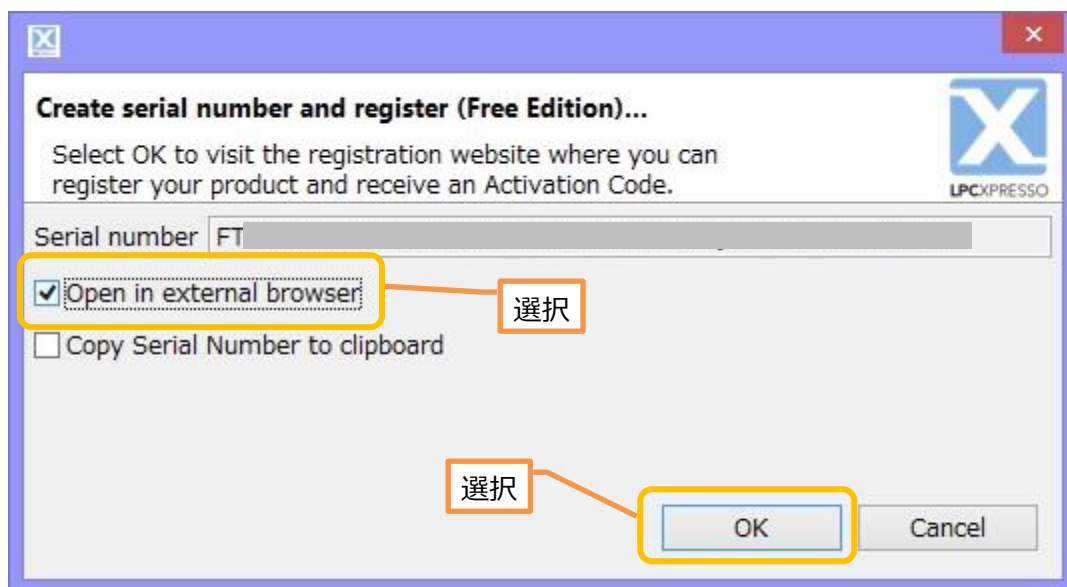 Create serial number and register (Free Edition)...
Select OK to visit the registration website where you can
register your product and receive an Activation Code.
LPCXPRESSO
Serial number FT
Open in external browser
選択
Copy Serial Number to clipboard
選択
OK Cancel